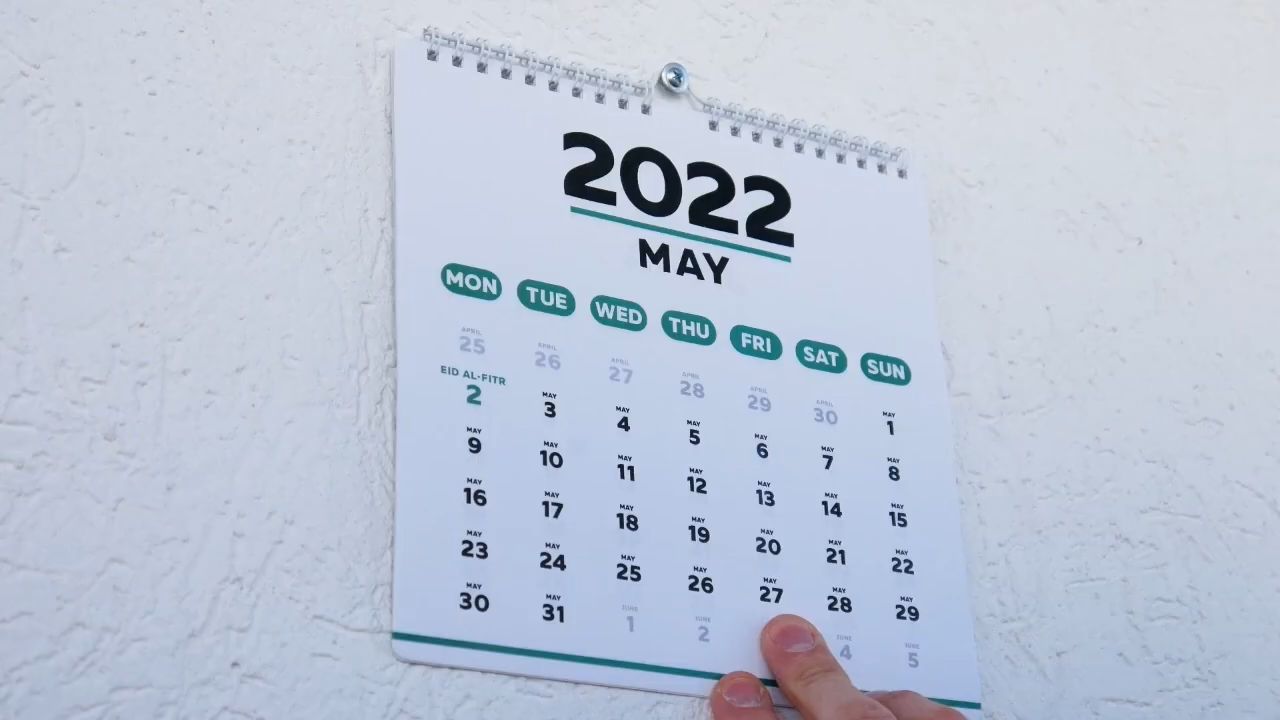 2022
MAY
MON TUE WED THU FRI SAT SUN
APRIL 25 APRIL 26 APRIL 27 APRIL 28 APRIL 29 APRIL 30 MAY 1
EID AL-FITR 2 MAY 3 MAY 4 MAY 5 MAY 6 MAY 7 MAY 8
MAY 9 MAY 10 MAY 11 MAY 12 MAY 13 MAY 14 MAY 15
MAY 16 MAY 17 MAY 18 MAY 19 MAY 20 MAY 21 MAY 22
MAY 23 MAY 24 MAY 25 MAY 26 MAY 27 MAY 28 MAY 29
MAY 30 MAY 31 JUNE 1 JUNE 2 JUNE 4 JUNE 5